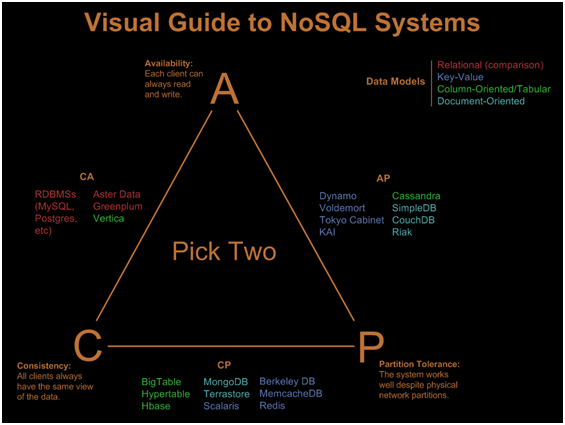 Visual Guide to NoSQL Systems
Availability:
Each client can
always read
and write.
A
Data Models
Relational (comparison)
Key-Value
Column-Oriented/Tabular
Document-Oriented
CA
RDBMSs
(MySQL,
Postgres,
etc)
Aster Data
Greenplum
Vertica
AP
Dynamo
Voldemort
Tokyo Cabinet
KAI
Cassandra
SimpleDB
CouchDB
Riak
Pick Two
C
P
Consistency:
All clients always
have the same view
of the data.
CP
BigTable
Hypertable
Hbase
MongoDB
Terrastore
Scalaris
Berkeley DB
MemcacheDB
Redis
Partition Tolerance:
The system works
well despite physical
network partitions.